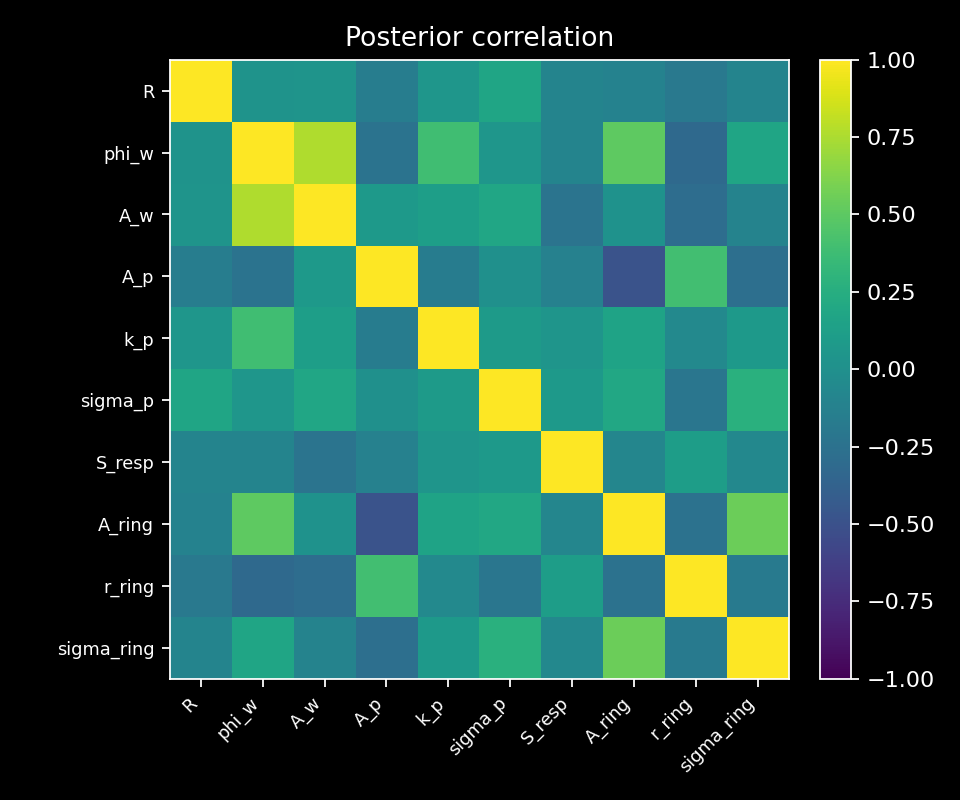 Posterior correlation
R
phi_w
A_w
A_p
k_p
sigma_p
S_resp
A_ring
r_ring
sigma_ring
R
phi_w
A_w
A_p
k_p
sigma_p
S_resp
A_ring
r_ring
sigma_ring
1.00
0.75
0.50
0.25
0.00
−0.25
−0.50
−0.75
−1.00